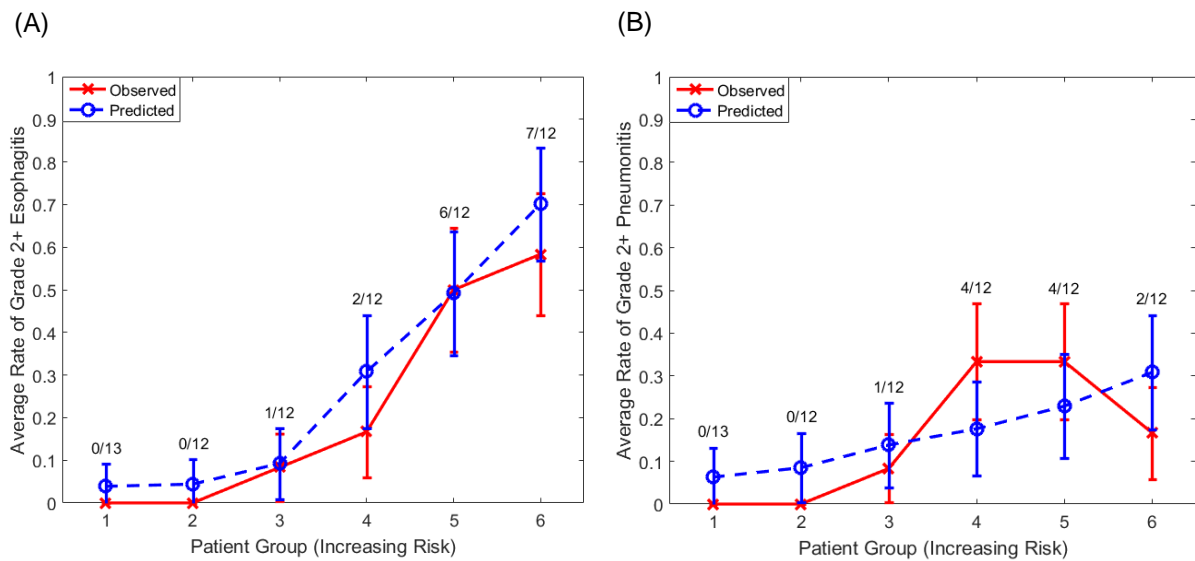 (A)
Observed
Predicted
Average Rate of Grade 2+ Esophagitis
1
0.9
0.8
0.7
0.6
0.5
0.4
0.3
0.2
0.1
0
0/13
0/12
1/12
2/12
6/12
7/12
1 2 3 4 5 6
Patient Group (Increasing Risk)
(B)
Observed
Predicted
Average Rate of Grade 2+ Pneumonitis
1
0.9
0.8
0.7
0.6
0.5
0.4
0.3
0.2
0.1
0
0/13
0/12
1/12
4/12
4/12
2/12
1 2 3 4 5 6
Patient Group (Increasing Risk)